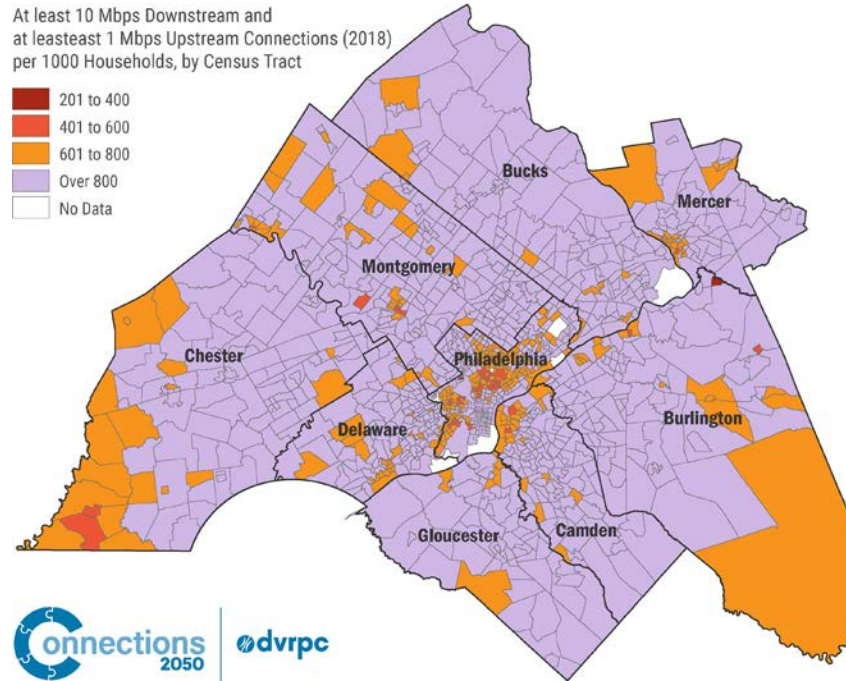 At least 10 Mbps Downstream and
at leasteast 1 Mbps Upstream Connections (2018)
per 1000 Households, by Census Tract
201 to 400
401 to 600
601 to 800
Over 800
No Data
Bucks
Mercer
Montgomery
Chester
Philadelphia
Delaware
Burlington
Gloucester
Camden
Connections
2050
dvrpc